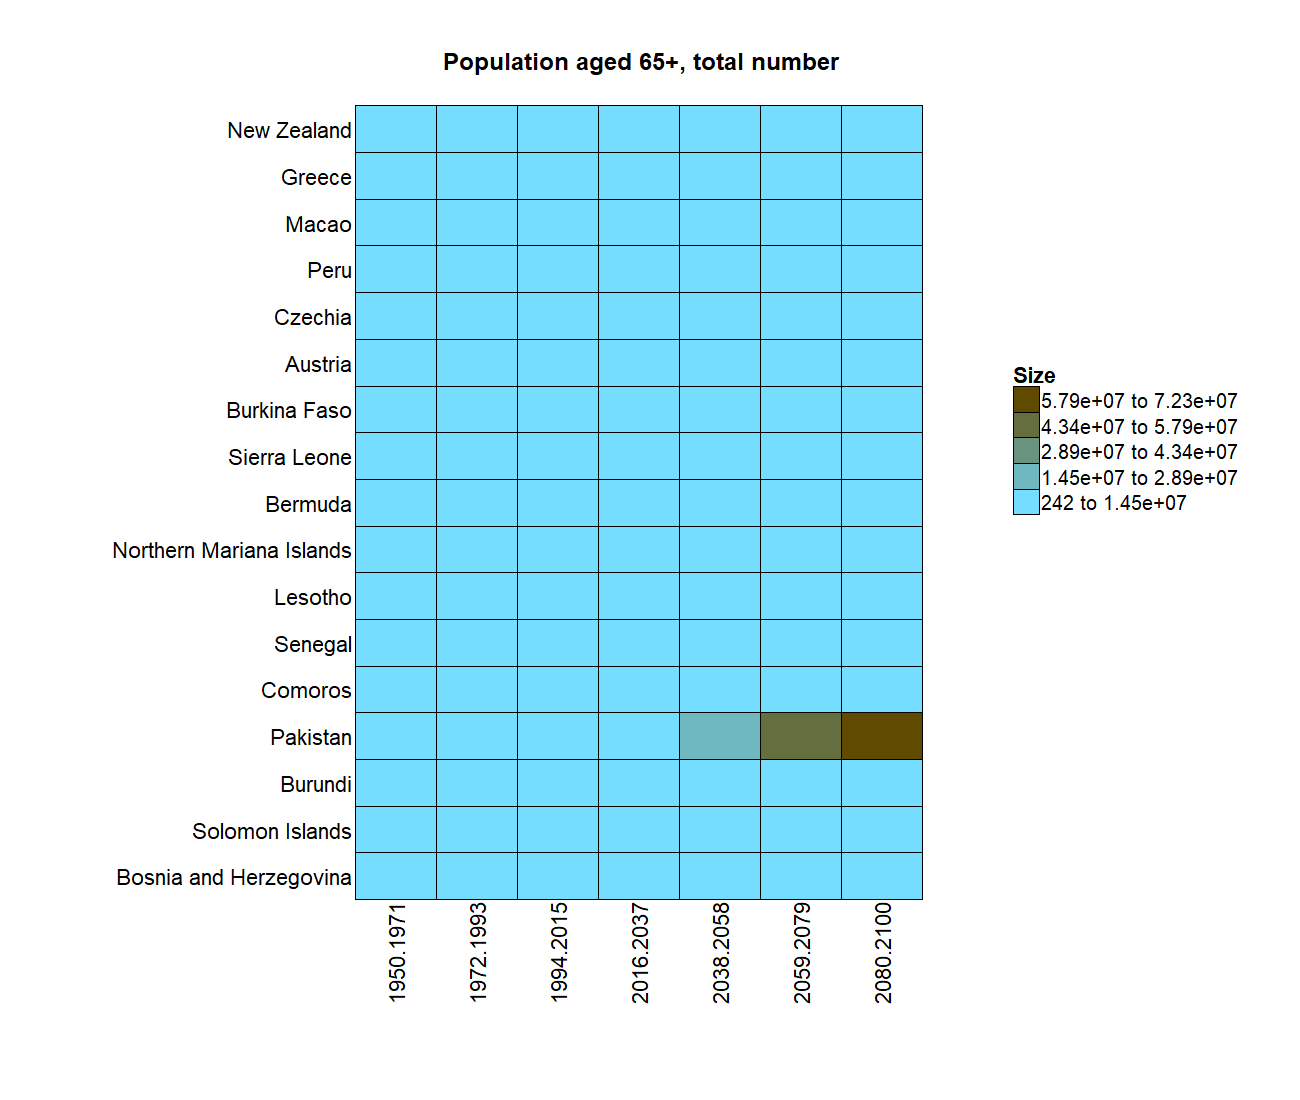 Population aged 65+, total number
New Zealand
Greece
Macao
Peru
Czechia
Austria
Burkina Faso
Sierra Leone
Bermuda
Northern Mariana Islands
Lesotho
Senegal
Comoros
Pakistan
Burundi
Solomon Islands
Bosnia and Herzegovina
1950.1971
1972.1993
1994.2015
2016.2037
2038.2058
2059.2079
2080.2100
Size
5.79e+07 to 7.23e+07
4.34e+07 to 5.79e+07
2.89e+07 to 4.34e+07
1.45e+07 to 2.89e+07
242 to 1.45e+07